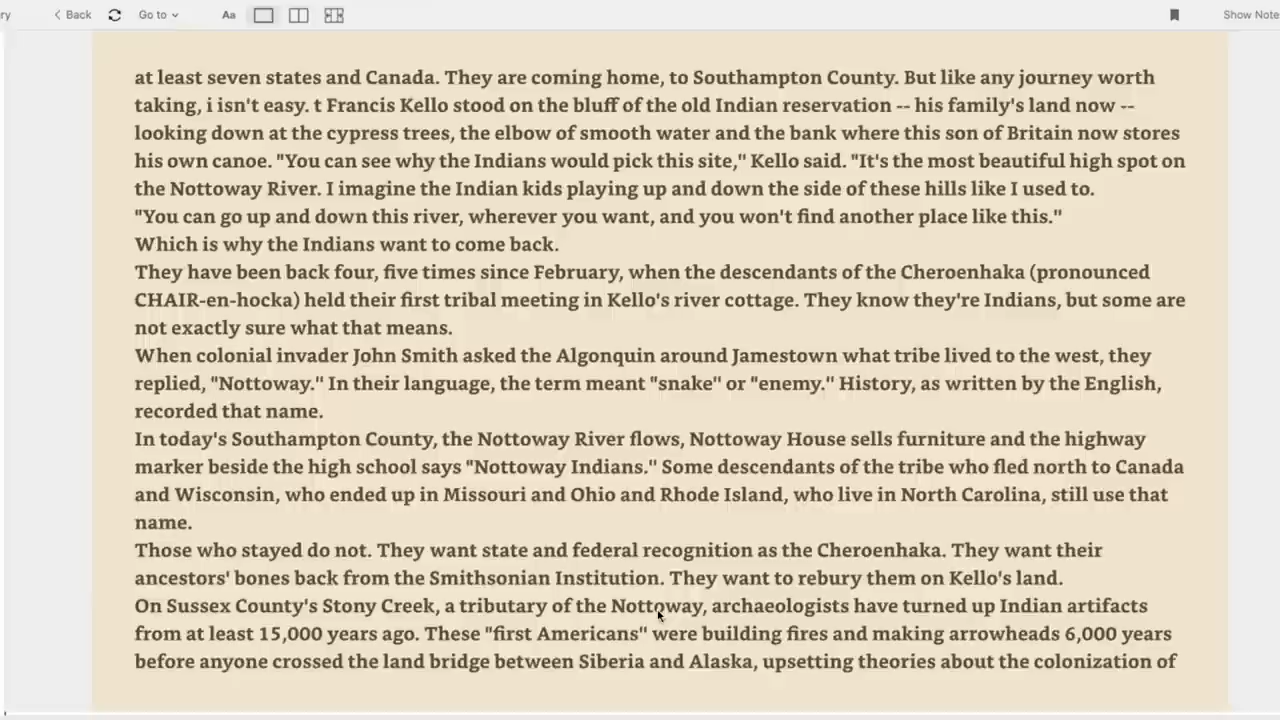 ry
Back
Go to
Aa
Show Note
at least seven states and Canada. They are coming home, to Southampton County. But like any journey worth
taking, i isn't easy. t Francis Kello stood on the bluff of the old Indian reservation -- his family's land now --
looking down at the cypress trees, the elbow of smooth water and the bank where this son of Britain now stores
his own canoe. "You can see why the Indians would pick this site," Kello said. "It's the most beautiful high spot on
the Nottoway River. I imagine the Indian kids playing up and down the side of these hills like I used to.
"You can go up and down this river, wherever you want, and you won't find another place like this."
Which is why the Indians want to come back.
They have been back four, five times since February, when the descendants of the Cheroenhaka (pronounced
CHAIR-en-hocka) held their first tribal meeting in Kello's river cottage. They know they're Indians, but some are
not exactly sure what that means.
When colonial invader John Smith asked the Algonquin around Jamestown what tribe lived to the west, they
replied, "Nottoway." In their language, the term meant "snake" or "enemy." History, as written by the English,
recorded that name.
In today's Southampton County, the Nottoway River flows, Nottoway House sells furniture and the highway
marker beside the high school says "Nottoway Indians." Some descendants of the tribe who fled north to Canada
and Wisconsin, who ended up in Missouri and Ohio and Rhode Island, who live in North Carolina, still use that
name.
Those who stayed do not. They want state and federal recognition as the Cheroenhaka. They want their
ancestors' bones back from the Smithsonian Institution. They want to rebury them on Kello's land.
On Sussex County's Stony Creek, a tributary of the Nottoway, archaeologists have turned up Indian artifacts
from at least 15,000 years ago. These "first Americans" were building fires and making arrowheads 6,000 years
before anyone crossed the land bridge between Siberia and Alaska, upsetting theories about the colonization of